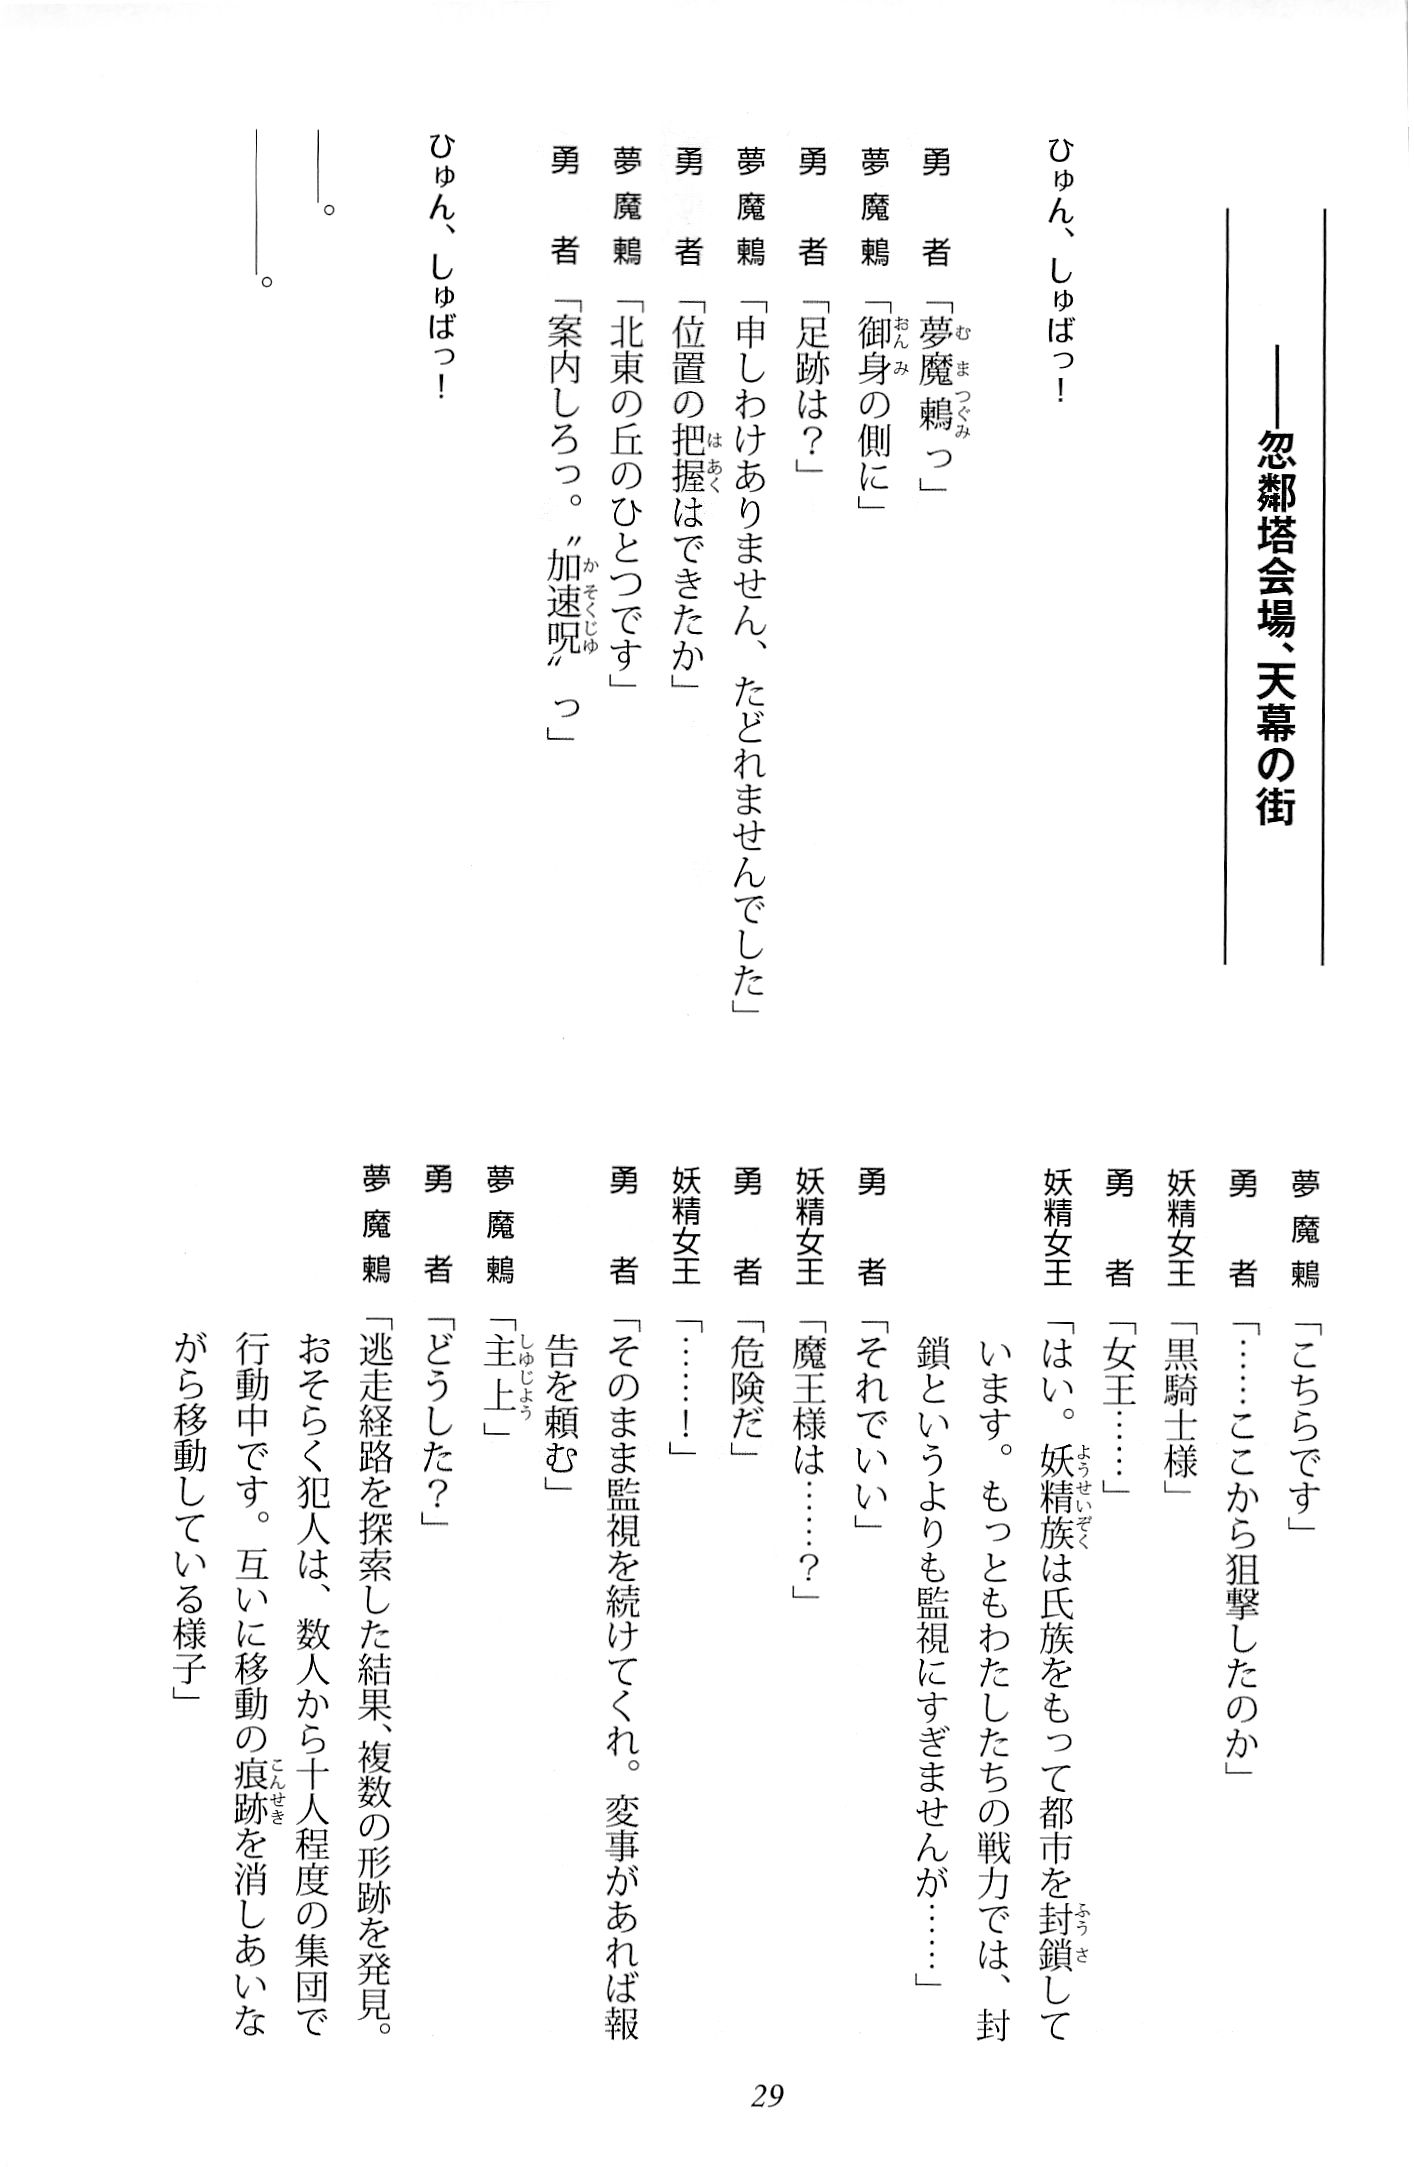 ――忽鄰塔会場、天幕の街
ひゅん、しゅばっ！
勇者「夢魔鶫っ」
夢魔鶫「御身の側に」
勇者「足跡は？」
夢魔鶫「申しわけありません、たどれませんでした」
勇者「位置の把握はできたか」
夢魔鶫「北東の丘のひとつです」
勇者「案内しろっ。〝加速呪〟っ」
ひゅん、しゅばっ！
――。
――――。
夢魔鶫「こちらです」
勇者「……ここから狙撃したのか」
妖精女王「黒騎士様」
勇者「女王……」
妖精女王「はい。妖精族は氏族をもって都市を封鎖して
います。もっともわたしたちの戦力では、封
鎖というよりも監視にすぎませんが……」
勇者「それでいい」
妖精女王「魔王様は……？」
勇者「危険だ」
妖精女王「……！」
勇者「そのまま監視を続けてくれ。変事があれば報
告を頼む」
夢魔鶫「主上」
勇者「どうした？」
夢魔鶫「逃走経路を探索した結果、複数の形跡を発見。
おそらく犯人は、数人から十人程度の集団で
行動中です。互いに移動の痕跡を消しあいな
がら移動している様子」
29